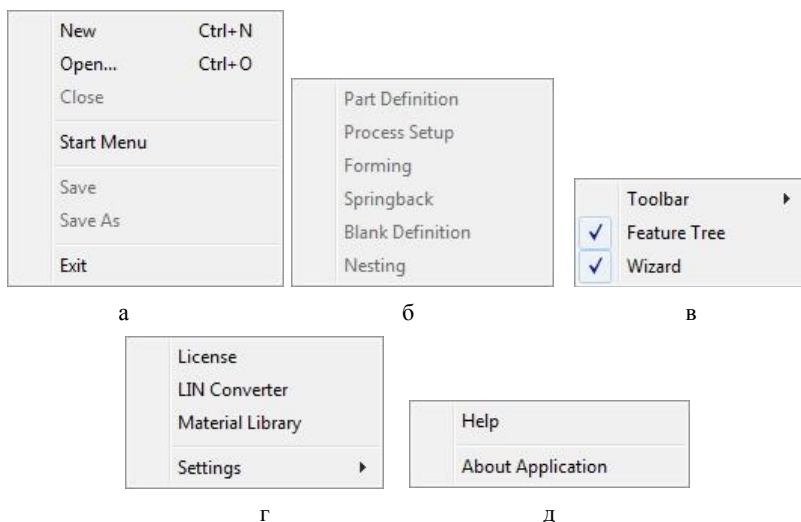 New Ctrl+N
Open... Ctrl+O
Close
Start Menu
Save
Save As
Exit
а
Part Definition
Process Setup
Forming
Springback
Blank Definition
Nesting
б
Toolbar
Feature Tree
Wizard
в
License
LIN Converter
Material Library
Settings
г
Help
About Application
д